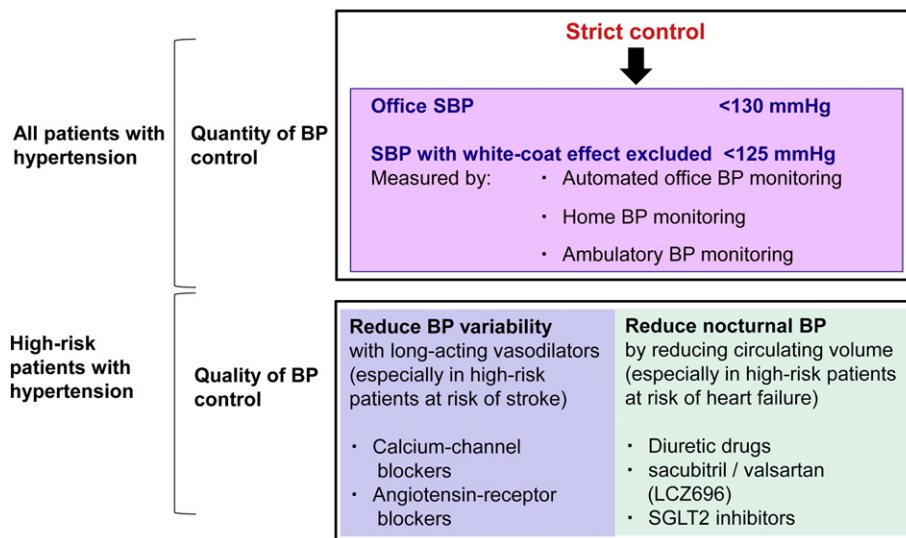 Strict control
All patients with
hypertension
Quantity of BP
control
Office SBP <130 mmHg
SBP with white-coat effect excluded <125 mmHg
Measured by: · Automated office BP monitoring
· Home BP monitoring
· Ambulatory BP monitoring
High-risk
patients with
hypertension
Quality of BP
control
Reduce BP variability
with long-acting vasodilators
(especially in high-risk
patients at risk of stroke)
· Calcium-channel
blockers
· Angiotensin-receptor
blockers
Reduce nocturnal BP
by reducing circulating volume
(especially in high-risk patients
at risk of heart failure)
· Diuretic drugs
· sacubitril / valsartan
(LCZ696)
· SGLT2 inhibitors